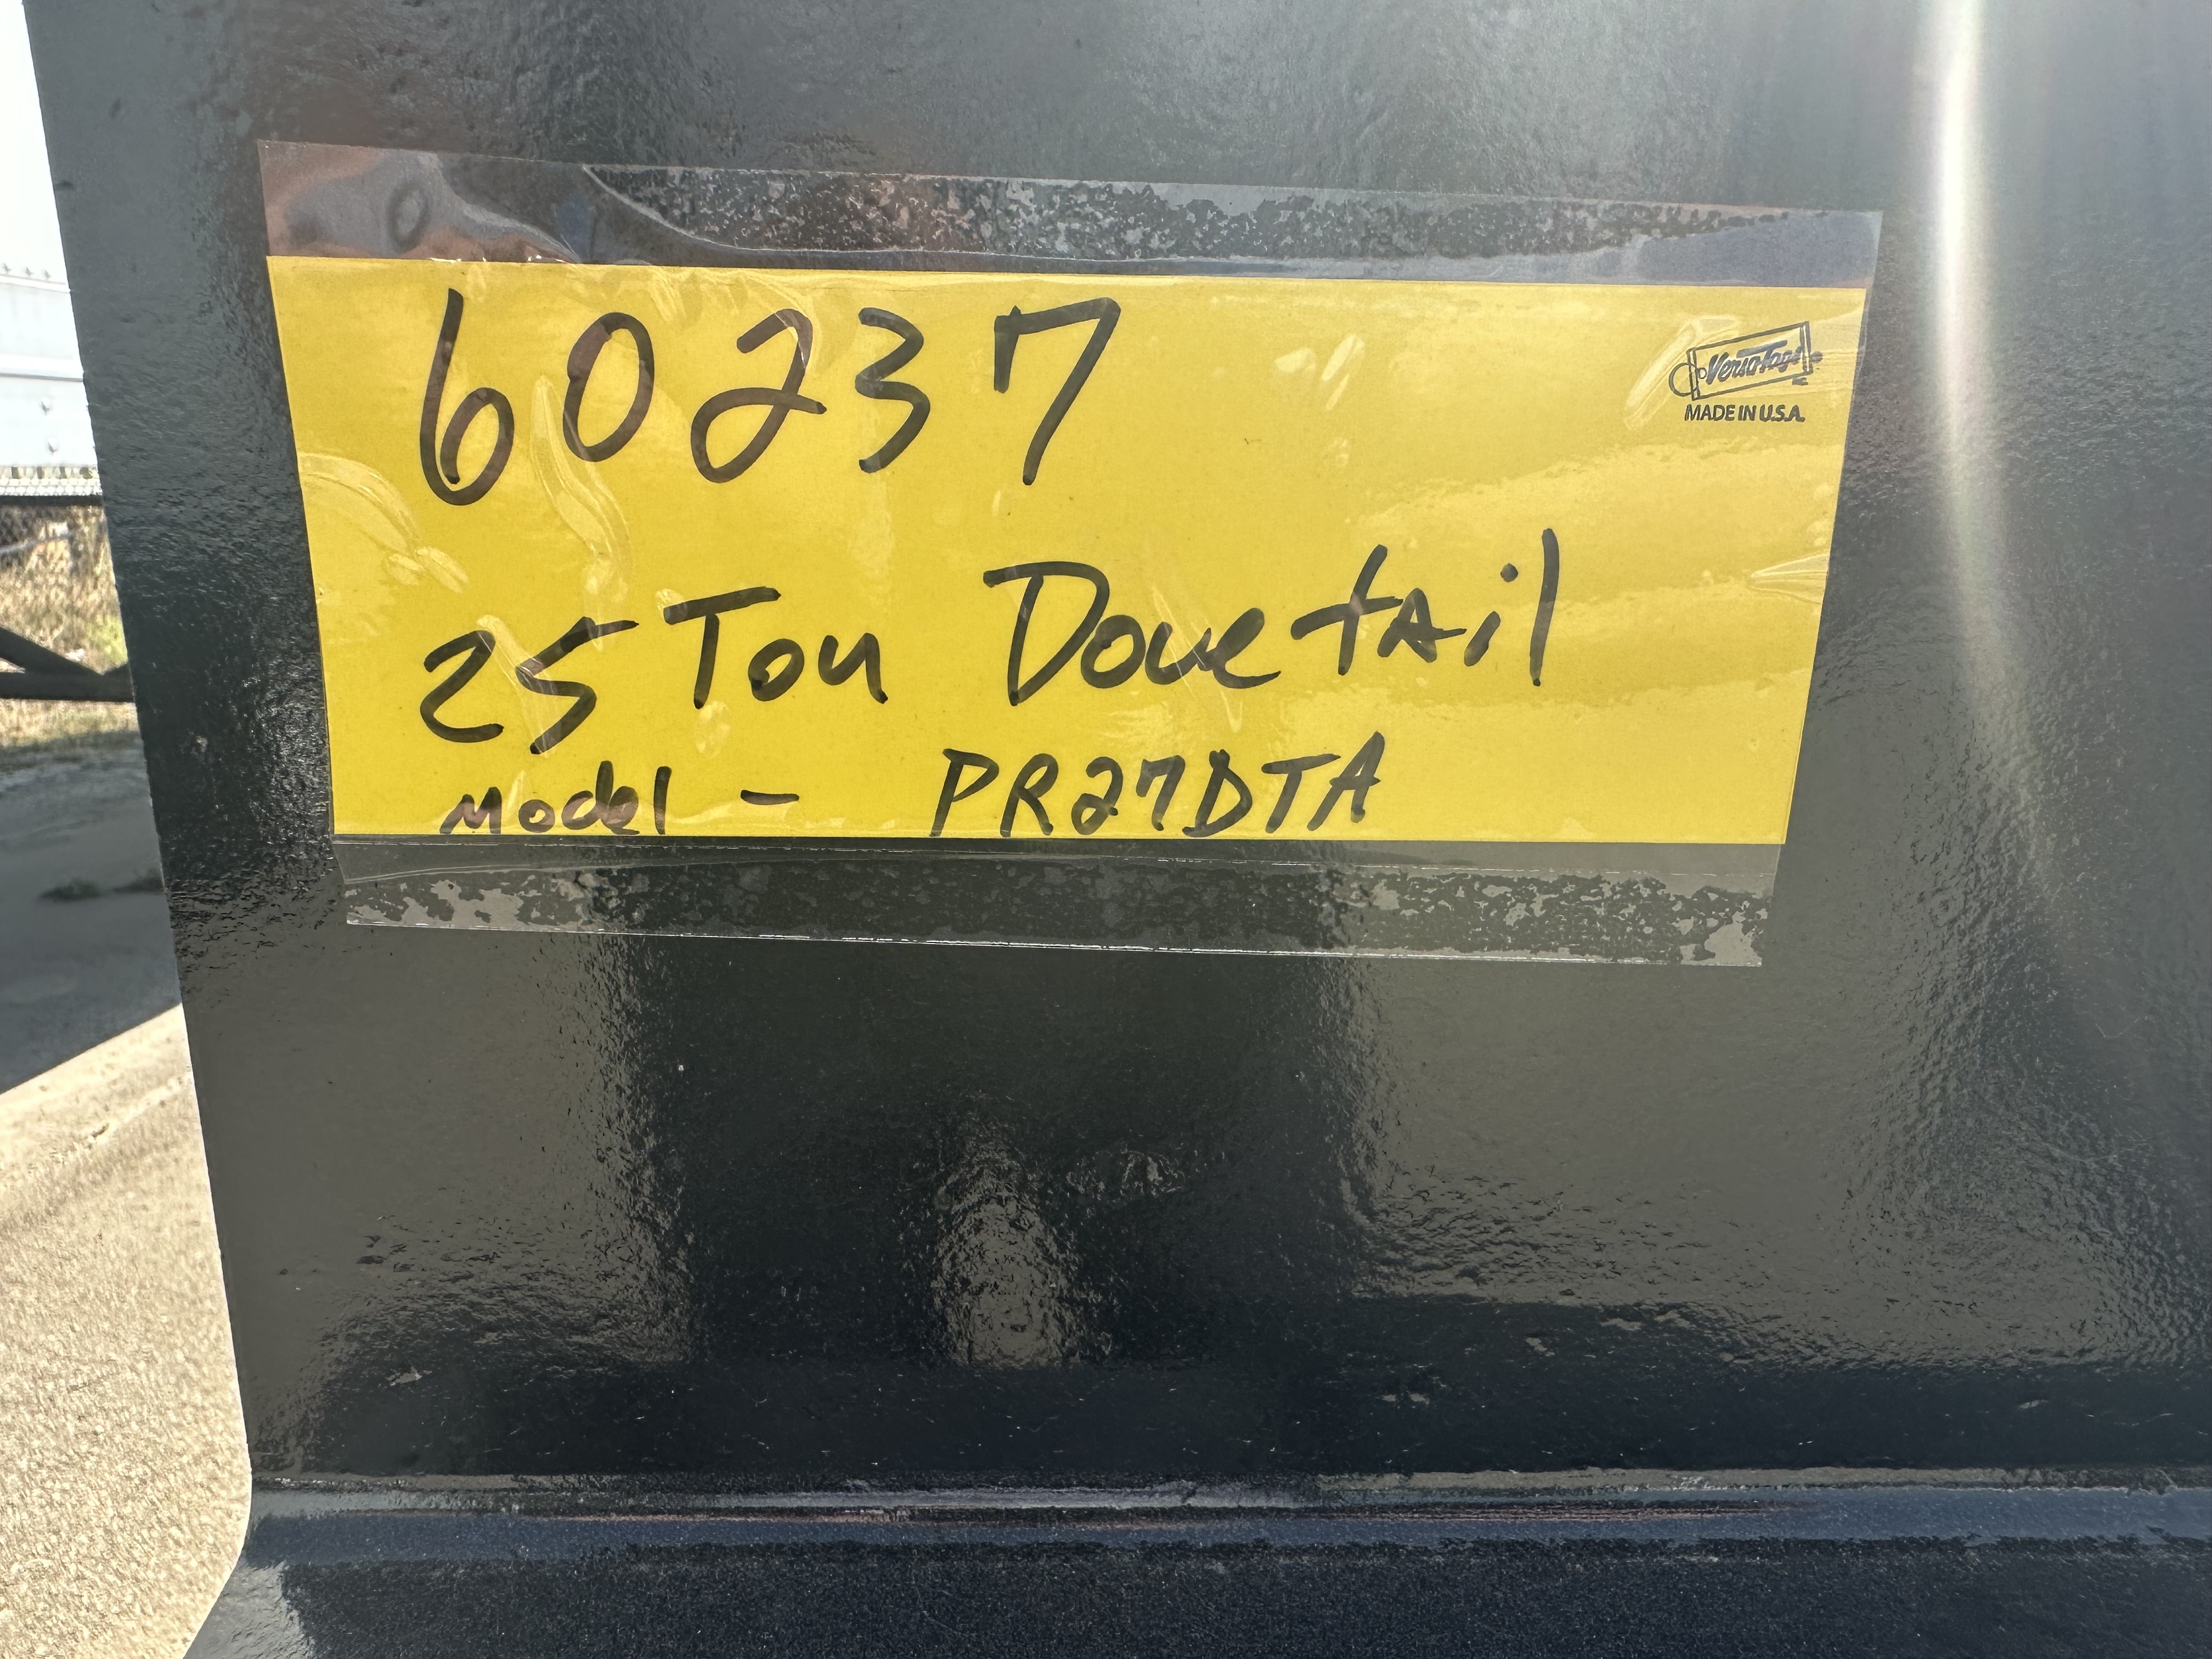 60237
VersaTags
MADE IN U.S.A.
25 Ton DovetAil
Model - PR27DTA